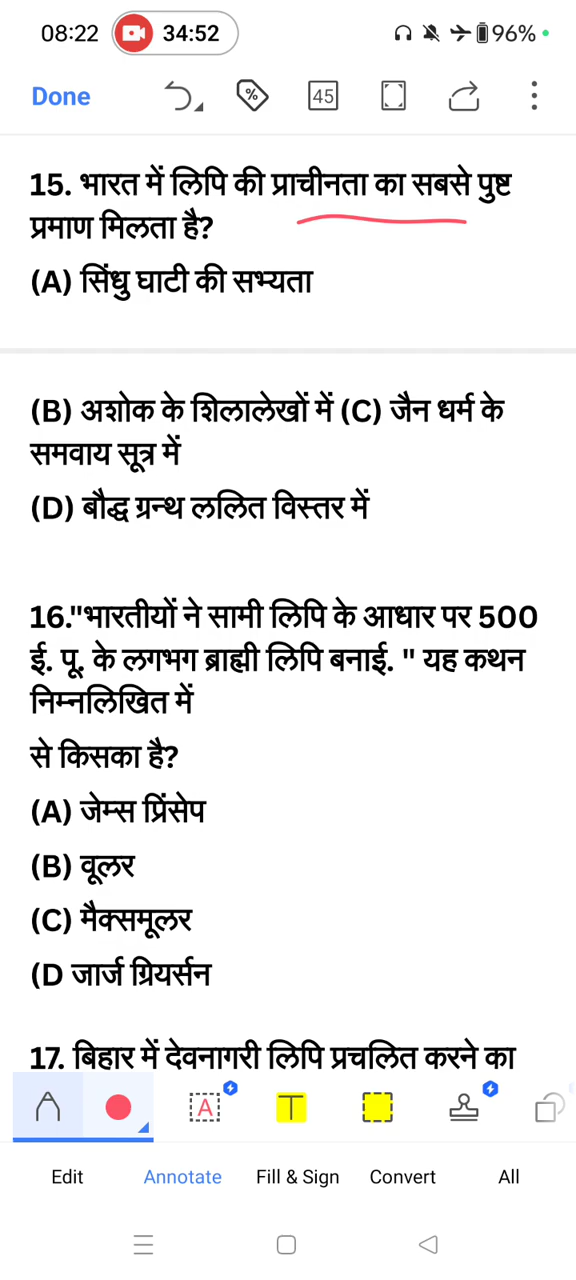 08:22 34:52 96%
Done 45
15. भारत में लिपि की प्राचीनता का सबसे पुष्ट
प्रमाण मिलता है?
(A) सिंधु घाटी की सभ्यता
(B) अशोक के शिलालेखों में (C) जैन धर्म के
समवाय सूत्र में
(D) बौद्ध ग्रन्थ ललित विस्तर में
16."भारतीयों ने सामी लिपि के आधार पर 500
ई. पू. के लगभग ब्राह्मी लिपि बनाई. " यह कथन
निम्नलिखित में
से किसका है?
(A) जेम्स प्रिंसेप
(B) वूलर
(C) मैक्समूलर
(D जार्ज ग्रियर्सन
17. बिहार में देवनागरी लिपि प्रचलित करने का
Edit Annotate Fill & Sign Convert All